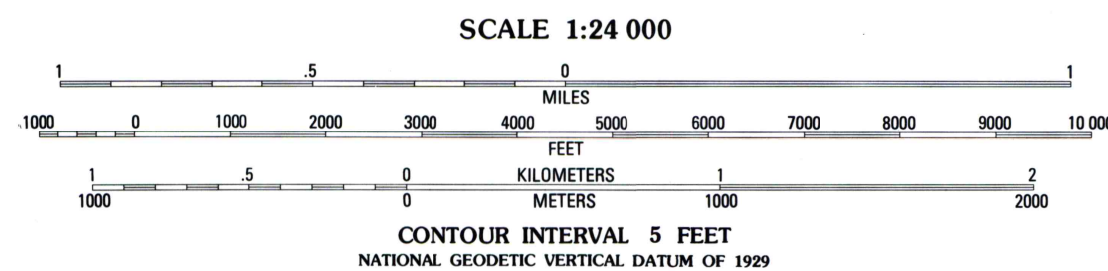 SCALE 1:24 000
1 .5 0 1
MILES
1000 0 1000 2000 3000 4000 5000 6000 7000 8000 9000 10 000
FEET
1 .5 0 KILOMETERS 1 2
1000 0 METERS 1000 2000
CONTOUR INTERVAL 5 FEET
NATIONAL GEODETIC VERTICAL DATUM OF 1929